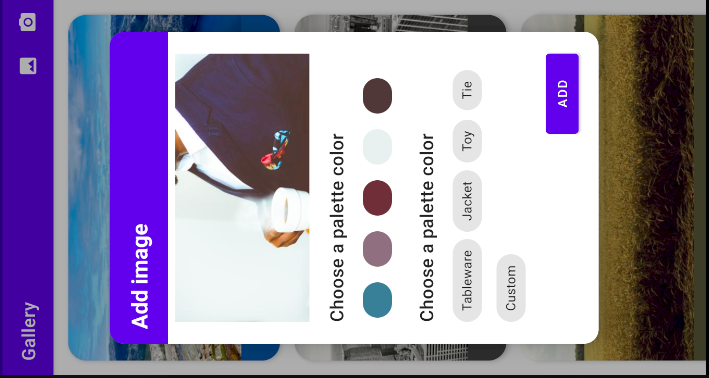 Gallery
Add image
Choose a palette color
Choose a palette color
Tableware
Jacket
Toy
Tie
Custom
ADD